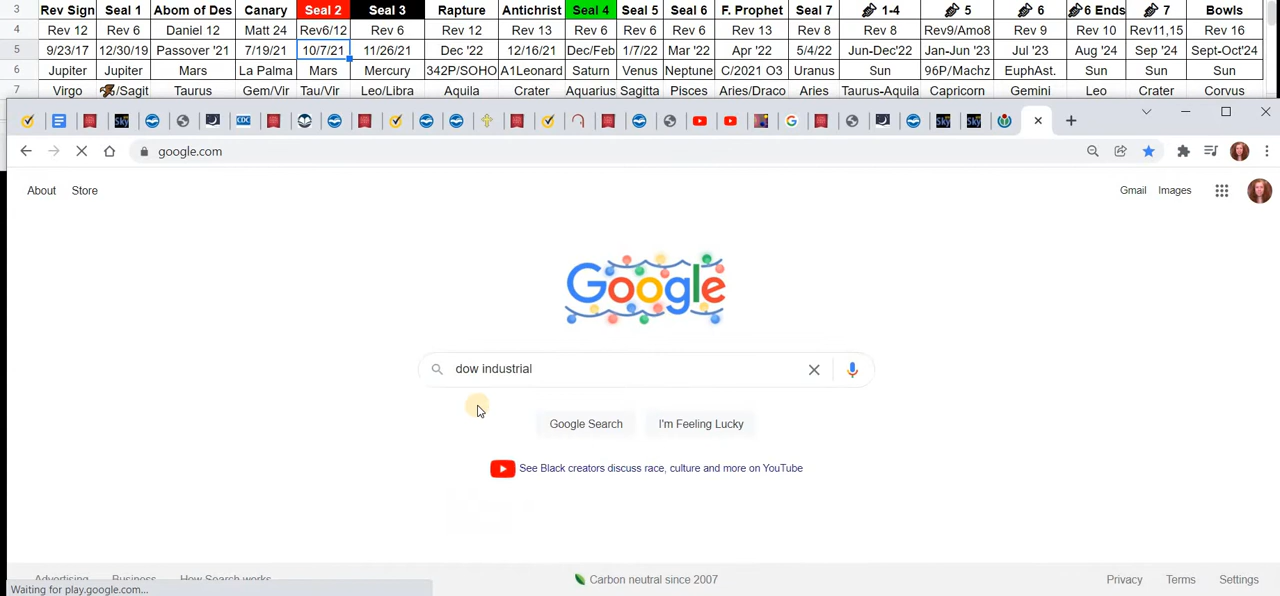 3 Rev Sign Seal 1 Abom of Des Canary Seal 2 Seal 3 Rapture Antichrist Seal 4 Seal 5 Seal 6 F. Prophet Seal 7 1-4 5 6 6 Ends 7 Bowls
4 Rev 12 Rev 6 Daniel 12 Matt 24 Rev6/12 Rev 6 Rev 12 Rev 13 Rev 6 Rev 6 Rev 6 Rev 13 Rev 8 Rev 8 Rev9/Amo8 Rev 9 Rev 10 Rev11,15 Rev 16
5 9/23/17 12/30/19 Passover '21 7/19/21 10/7/21 11/26/21 Dec '22 12/16/21 Dec/Feb 1/7/22 Mar '22 Apr '22 5/4/22 Jun-Dec'22 Jan-Jun '23 Jul '23 Aug '24 Sep '24 Sept-Oct'24
6 Jupiter Jupiter Mars La Palma Mars Mercury 342P/SOHO A1Leonard Saturn Venus Neptune C/2021 O3 Uranus Sun 96P/Machz EuphAst. Sun Sun Sun
7 Virgo /Sagit Taurus Gem/Vir Tau/Vir Leo/Libra Aquila Crater Aquarius Sagitta Pisces Aries/Draco Aries Taurus-Aquila Capricorn Gemini Leo Crater Corvus
google.com
About Store Gmail Images
Google
dow industrial
Google Search I'm Feeling Lucky
See Black creators discuss race, culture and more on YouTube
Advertising Business How Search works Carbon neutral since 2007 Privacy Terms Settings
Waiting for play.google.com...